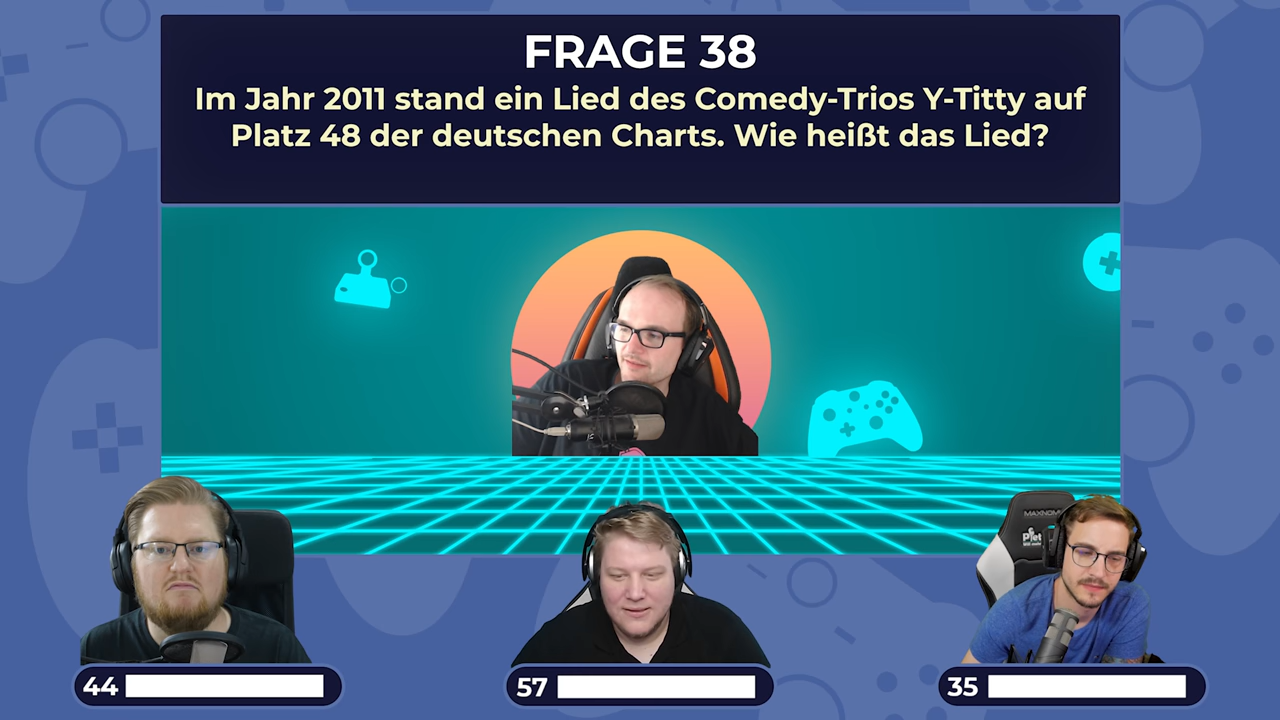 FRAGE 38
Im Jahr 2011 stand ein Lied des Comedy-Trios Y-Titty auf
Platz 48 der deutschen Charts. Wie heißt das Lied?
MAXNOM
44
57
35